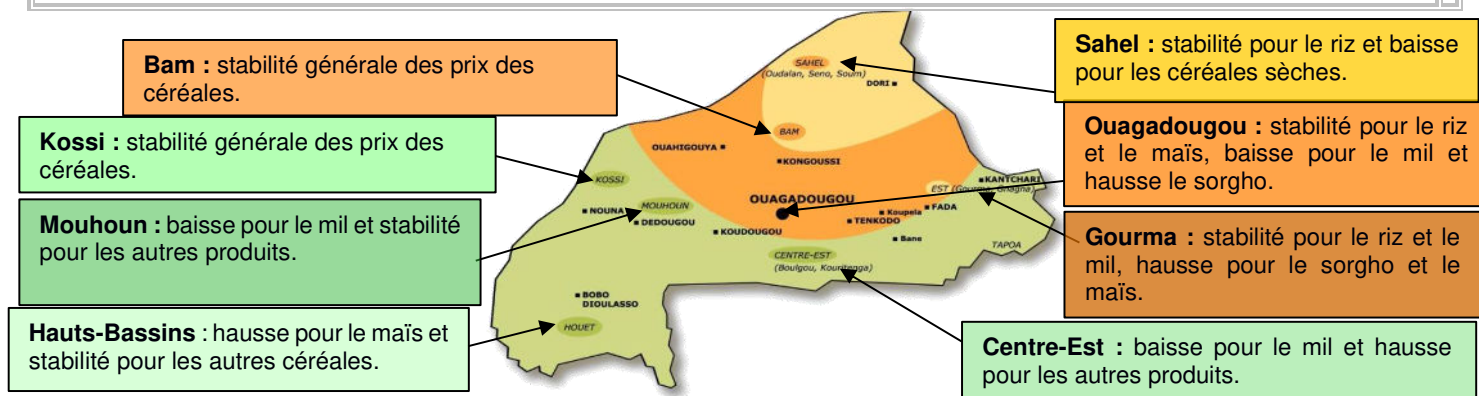 Bam : stabilité générale des prix des
céréales.
Kossi : stabilité générale des prix des
céréales.
Mouhoun : baisse pour le mil et stabilité
pour les autres produits.
Hauts-Bassins : hausse pour le maïs et
stabilité pour les autres céréales.
SAHEL
(Oudalan, Seno, Soum)
DORI
BAM
OUAHIGOUYA
KONGOUSSI
KOSSI
NOUNA
MOUHOUN
DEDOUGOU
KOUDOUGOU
OUAGADOUGOU
TENKODO
Koupela
FADA
Bane
KANTCHARI
EST (Gourma, Gnagna)
TAPOA
CENTRE-EST
(Boulgou, Kouritenga)
BOBO
DIOULASSO
HOUET
Sahel : stabilité pour le riz et baisse
pour les céréales sèches.
Ouagadougou : stabilité pour le riz
et le maïs, baisse pour le mil et
hausse le sorgho.
Gourma : stabilité pour le riz et le
mil, hausse pour le sorgho et le
maïs.
Centre-Est : baisse pour le mil et hausse
pour les autres produits.